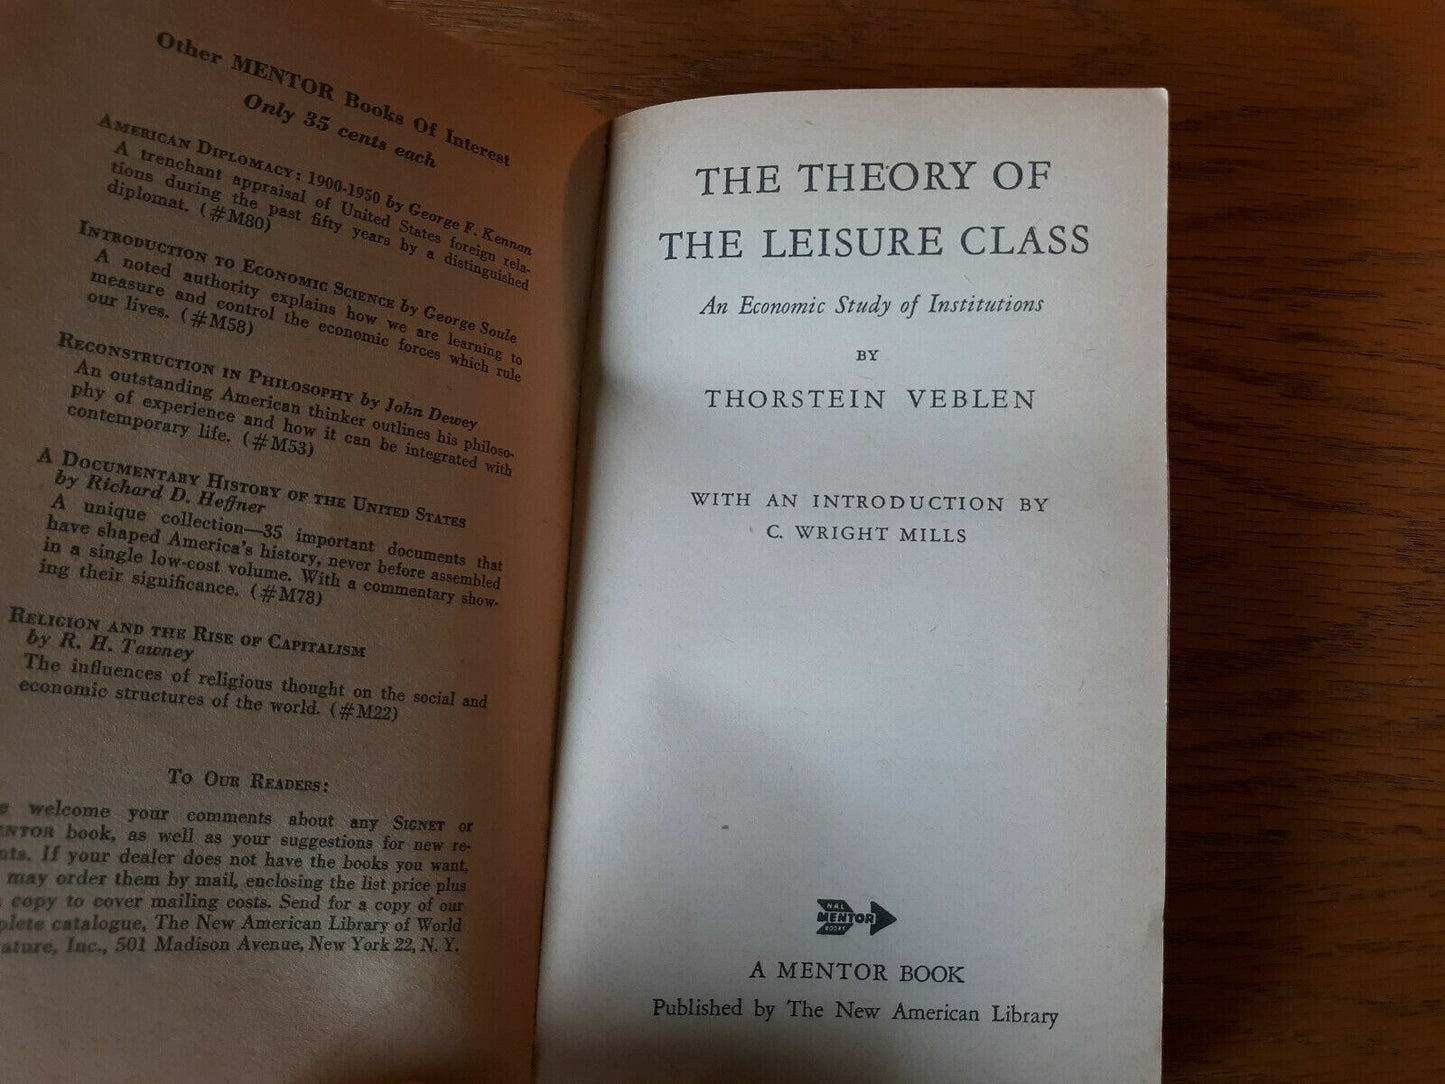 Other MENTOR Books Of Interest
Only 35 cents each
AMERICAN DIPLOMACY: 1900-1950 by George F. Kennan
A trenchant appraisal of United States foreign rela-
tions during the past fifty years by a distinguished
diplomat. (#M80)
INTRODUCTION TO ECONOMIC SCIENCE by George Soule
A noted authority explains how we are learning to
measure and control the economic forces which rule
our lives. (#M58)
RECONSTRUCTION IN PHILOSOPHY by John Dewey
An outstanding American thinker outlines his philoso-
phy of experience and how it can be integrated with
contemporary life. (#M53)
A DOCUMENTARY HISTORY OF THE UNITED STATES
by Richard D. Heffner
A unique collection—35 important documents that
have shaped America's history, never before assembled
in a single low-cost volume. With a commentary show-
ing their significance. (#M78)
RELIGION AND THE RISE OF CAPITALISM
by R. H. Tawney
The influences of religious thought on the social and
economic structures of the world. (#M22)
TO OUR READERS:
welcome your comments about any SIGNET or
book, as well as your suggestions for new re-
If your dealer does not have the books you want,
may order them by mail, enclosing the list price plus
copy to cover mailing costs. Send for a copy of our
catalogue, The New American Library of World
Inc., 501 Madison Avenue, New York 22, N. Y.
THE THEORY OF
THE LEISURE CLASS
An Economic Study of Institutions
BY
THORSTEIN VEBLEN
WITH AN INTRODUCTION BY
C. WRIGHT MILLS
NAL
MENTOR
BOOKS
A MENTOR BOOK
Published by The New American Library